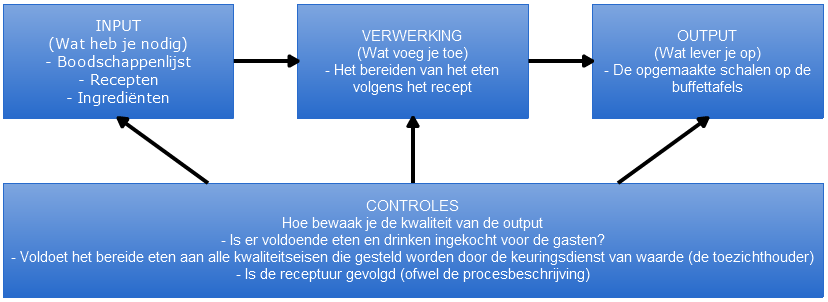 INPUT
(Wat heb je nodig)
- Boodschappenlijst
- Recepten
- Ingrediënten
VERWERKING
(Wat voeg je toe)
- Het bereiden van het eten
volgens het recept
OUTPUT
(Wat lever je op)
- De opgemaakte schalen op de
buffettafels
CONTROLES
Hoe bewaak je de kwaliteit van de output
- Is er voldoende eten en drinken ingekocht voor de gasten?
- Voldoet het bereide eten aan alle kwaliteitseisen die gesteld worden door de keuringsdienst van waarde (de toezichthouder)
- Is de receptuur gevolgd (ofwel de procesbeschrijving)